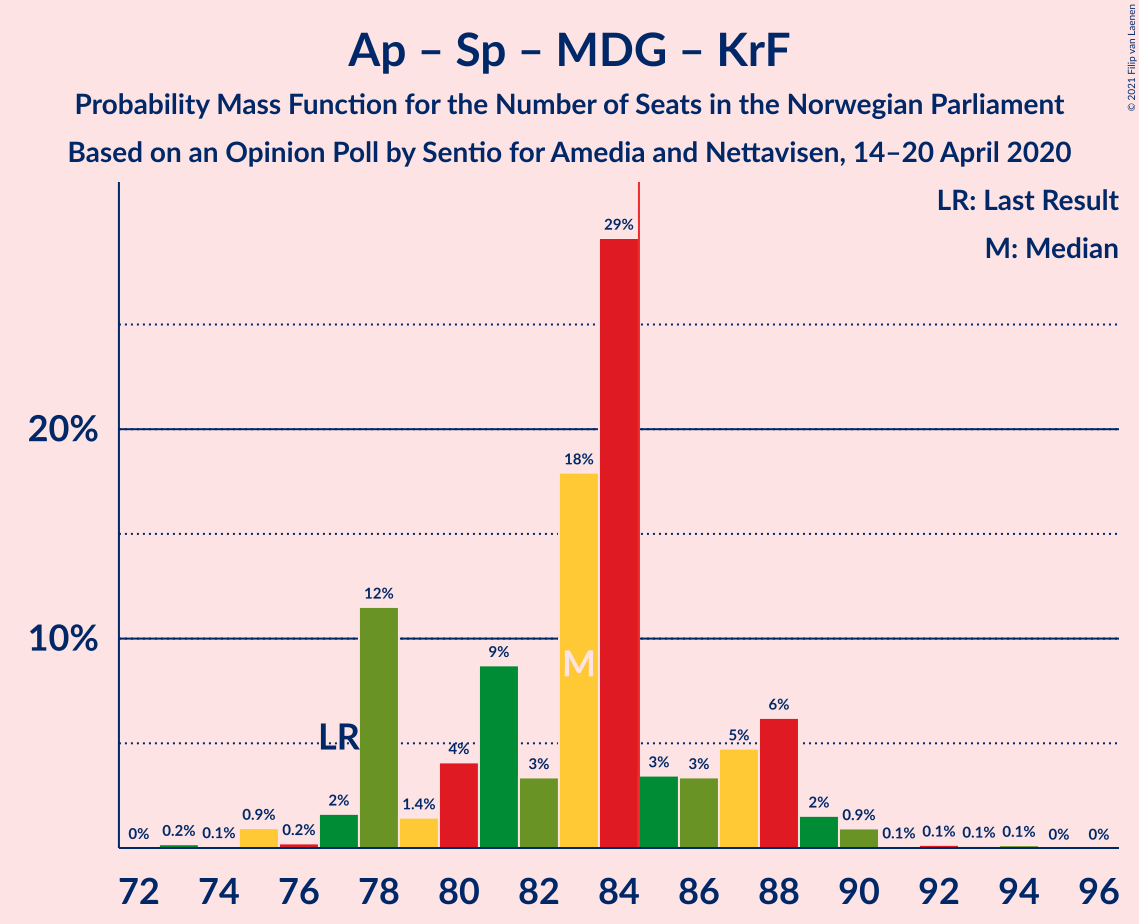 Ap – Sp – MDG – KrF
Probability Mass Function for the Number of Seats in the Norwegian Parliament
Based on an Opinion Poll by Sentio for Amedia and Nettavisen, 14–20 April 2020
© 2021 Filip van Laenen
LR: Last Result
M: Median
20%
10%
0% 0.2% 0.1% 0.9% 0.2% 2% 12% 1.4% 4% 9% 3% 18% 29% 3% 3% 5% 6% 2% 0.9% 0.1% 0.1% 0.1% 0.1% 0% 0%
LR
M
72 74 76 78 80 82 84 86 88 90 92 94 96